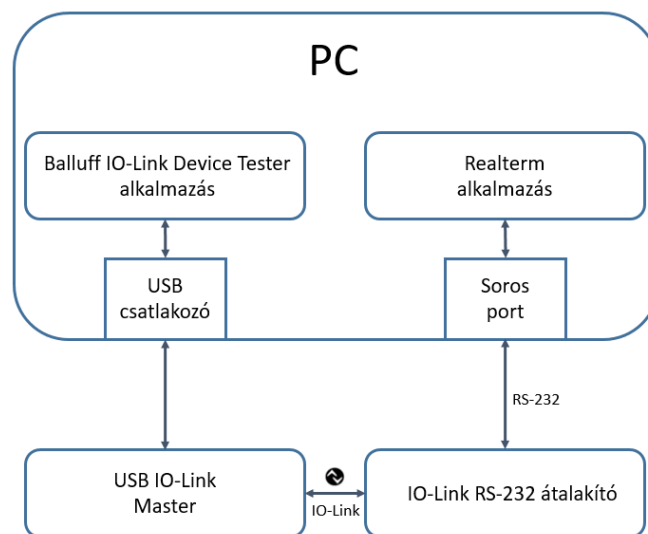 PC
Balluff IO-Link Device Tester
alkalmazás
Realterm
alkalmazás
USB
csatlakozó
Soros
port
RS-232
USB IO-Link
Master
IO-Link
IO-Link RS-232 átalakító